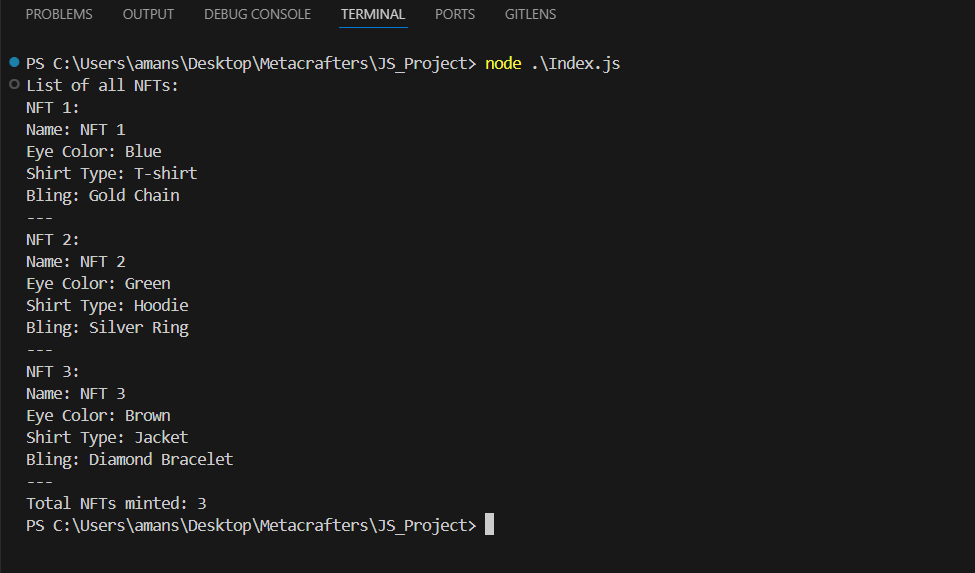 PROBLEMS OUTPUT DEBUG CONSOLE TERMINAL PORTS GITLENS
PS C:\Users\amans\Desktop\Metacrafters\JS_Project> node .\Index.js
List of all NFTs:
NFT 1:
Name: NFT 1
Eye Color: Blue
Shirt Type: T-shirt
Bling: Gold Chain
---
NFT 2:
Name: NFT 2
Eye Color: Green
Shirt Type: Hoodie
Bling: Silver Ring
---
NFT 3:
Name: NFT 3
Eye Color: Brown
Shirt Type: Jacket
Bling: Diamond Bracelet
---
Total NFTs minted: 3
PS C:\Users\amans\Desktop\Metacrafters\JS_Project>